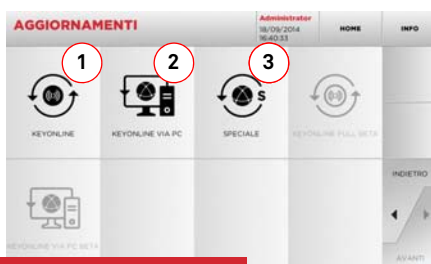 AGGIORNAMENTI
Administrator
18/09/2014
16:40:33
HOME
INFO
1
2
3
S
KEYONLINE
KEYONLINE VIA PC
SPECIALE
KEYONLINE FULL BETA
INDIETRO
KEYONLINE VIA PC BETA
AVANTI